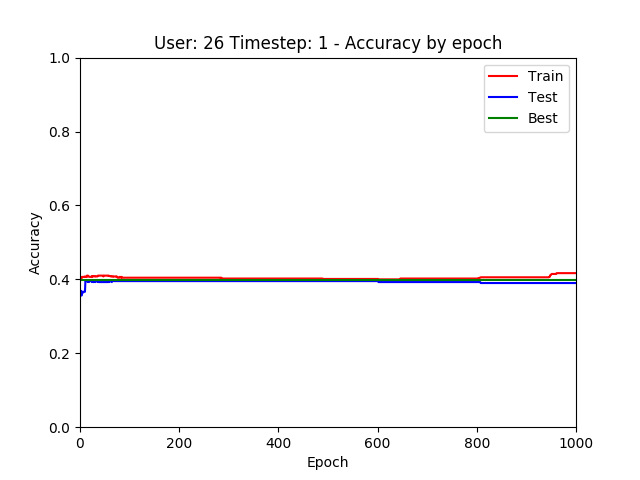 User: 26 Timestep: 1 - Accuracy by epoch
1.0
0.8
0.6
0.4
0.2
0.0
Accuracy
Train
Test
Best
0 200 400 600 800 1000
Epoch